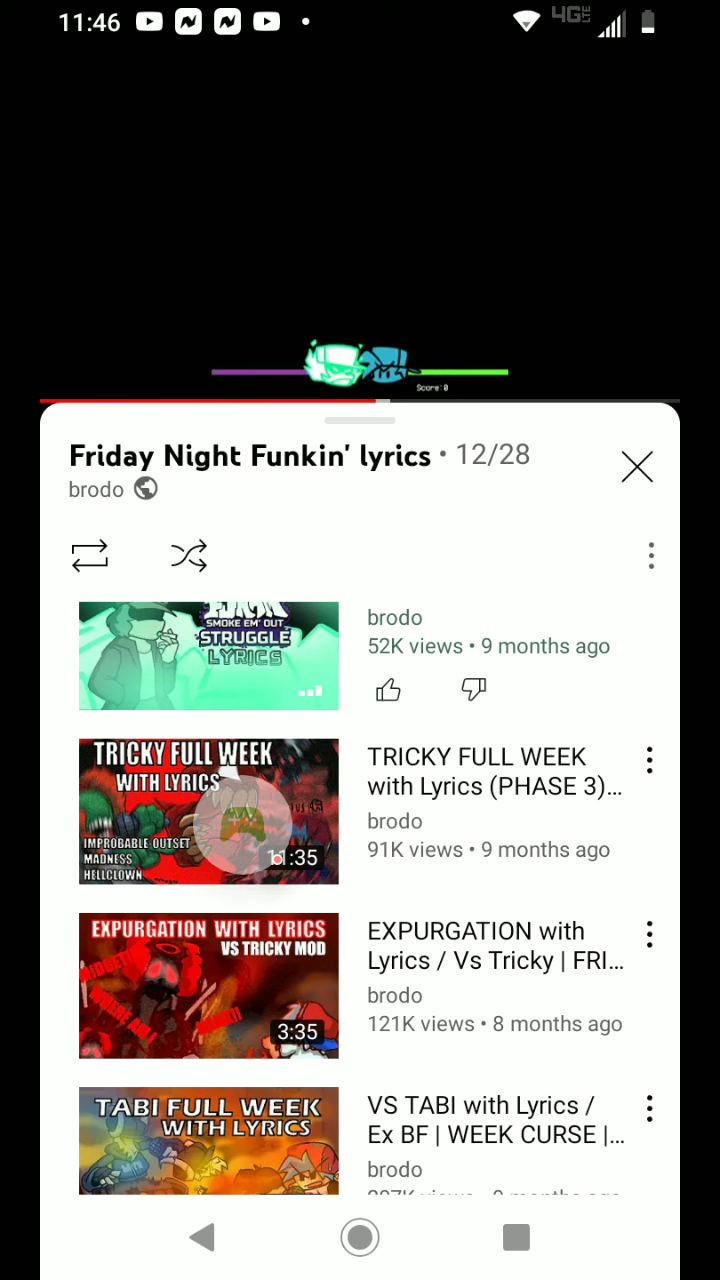 11:46
4G LTE
Score:0
Friday Night Funkin' lyrics • 12/28
brodo
SMOKE EM' OUT
STRUGGLE
LYRICS
brodo
52K views • 9 months ago
TRICKY FULL WEEK
WITH LYRICS
IMPROBABLE OUTSET
MADNESS
HELLCLOWN
11:35
TRICKY FULL WEEK
with Lyrics (PHASE 3)...
brodo
91K views • 9 months ago
EXPURGATION WITH LYRICS
VS TRICKY MOD
3:35
EXPURGATION with
Lyrics / Vs Tricky | FRI...
brodo
121K views • 8 months ago
TABI FULL WEEK
WITH LYRICS
VS TABI with Lyrics /
Ex BF | WEEK CURSE |...
brodo